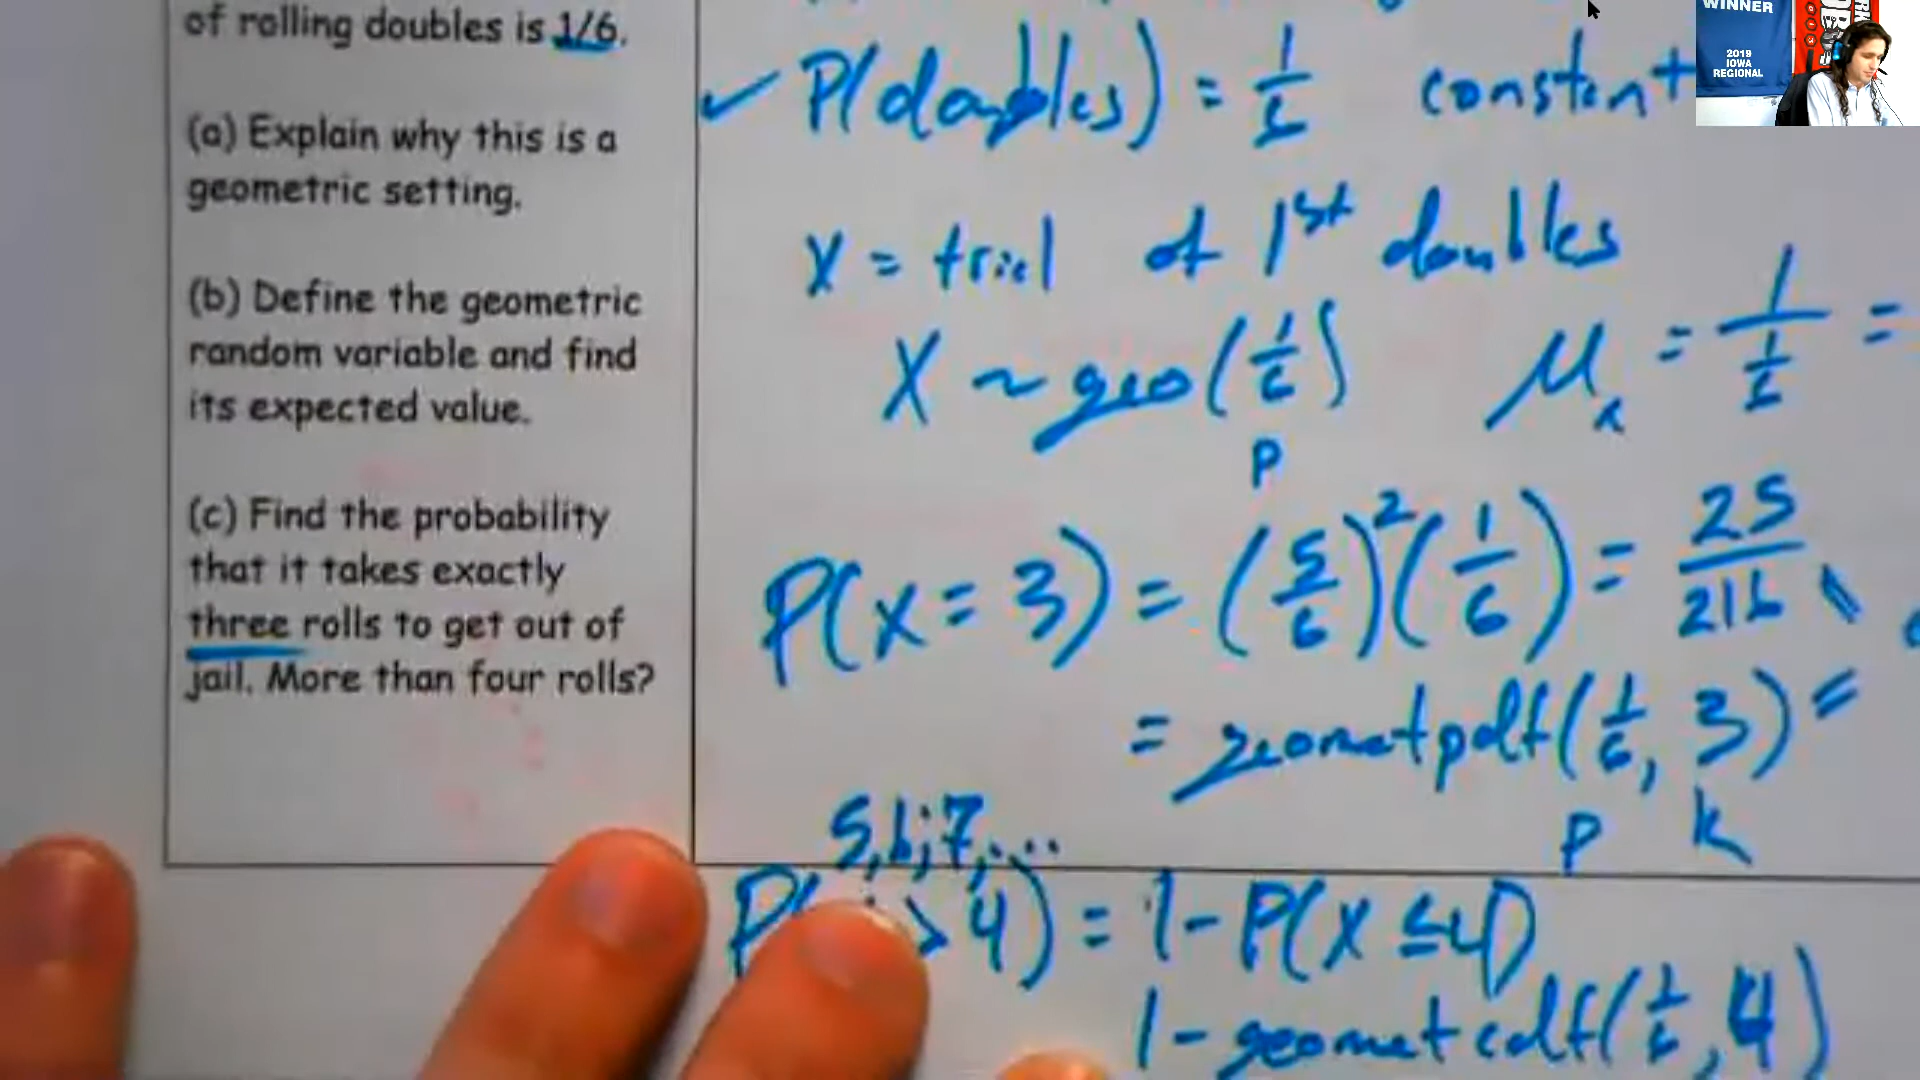 of rolling doubles is 1/6.
(a) Explain why this is a
geometric setting.
(b) Define the geometric
random variable and find
its expected value.
(c) Find the probability
that it takes exactly
three rolls to get out of
jail. More than four rolls?
✓ P(doubles) = 1/6 constant
X = trial of 1st doubles
X ~ geo(1/6) μx = 1/(1/6) =
p
P(x = 3) = (5/6)²(1/6) = 25/216
= geometpdf(1/6, 3) =
p k
5,6,7,...
P( > 4) = 1 - P(X ≤ 4)
1 - geometcdf(1/6, 4)
WINNER
2019
IOWA
REGIONAL